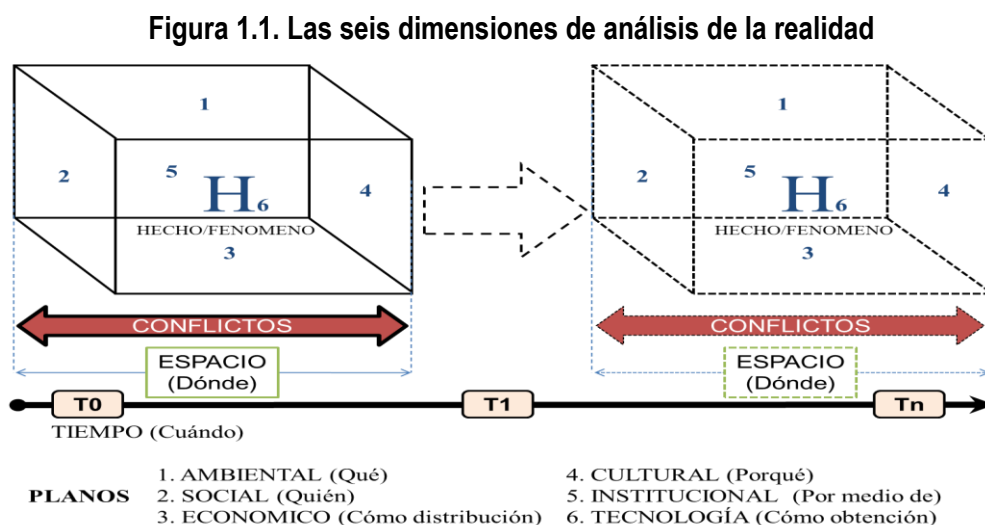 Figura 1.1. Las seis dimensiones de análisis de la realidad
1
1
2
5
H6
4
2
5
H6
4
HECHO/FENOMENO
HECHO/FENOMENO
3
3
CONFLICTOS
CONFLICTOS
ESPACIO
(Dónde)
ESPACIO
(Dónde)
T0
T1
Tn
TIEMPO (Cuándo)
PLANOS
1. AMBIENTAL (Qué)
2. SOCIAL (Quién)
3. ECONOMICO (Cómo distribución)
4. CULTURAL (Porqué)
5. INSTITUCIONAL (Por medio de)
6. TECNOLOGÍA (Cómo obtención)